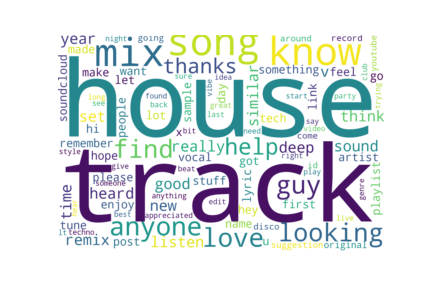 mix song know
year made night going around record
thanks
soundcloud make want something v feel youtube go
house
let
set sample day similar link tech think
hi people lot
remember find really help sound
hope x bit vocal got deep artist
track
time please good stuff lyric guy playlist
heard
enjoy new anyone name hey first
tune
remix post listen love u looking
lt techno edit disco live
best appreciated suggestion original
style someone anything
found back sure vibe idea great last
long see need start party club trying
say video come right id play genre beat